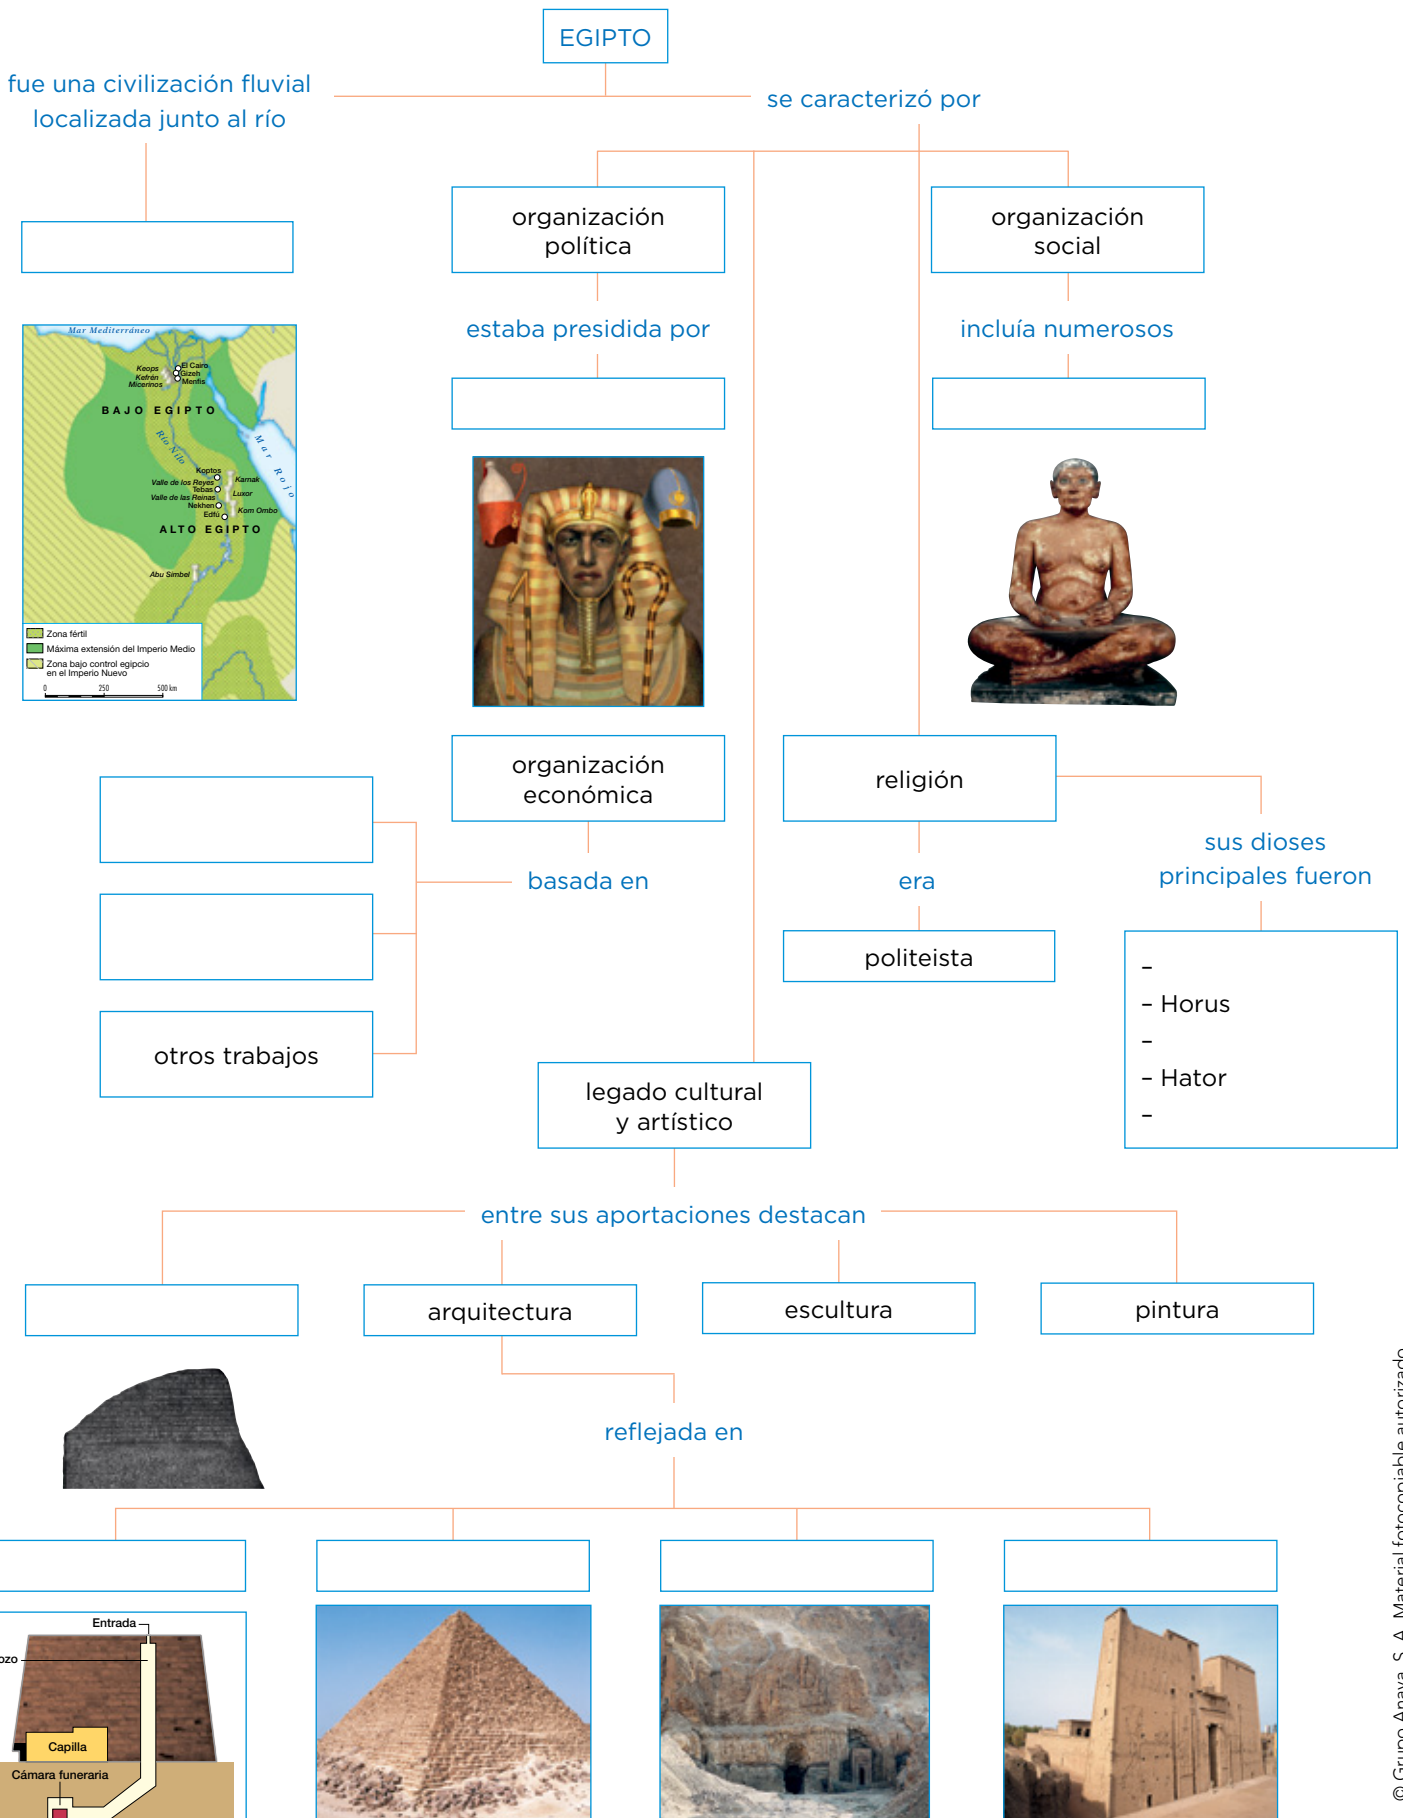 EGIPTO
fue una civilización fluvial
localizada junto al río
se caracterizó por
organización
política
organización
social
estaba presidida por
incluía numerosos
Mar Mediterráneo
Keops
Kefrén
Micerinos
El Cairo
Gizeh
Menfis
BAJO EGIPTO
Río Nilo
Mar Rojo
Koptos
Valle de los Reyes
Karnak
Tebas
Luxor
Valle de las Reinas
Nekhen
Kom Ombo
Edfú
ALTO EGIPTO
Abu Simbel
Zona fértil
Máxima extensión del Imperio Medio
Zona bajo control egipcio
en el Imperio Nuevo
0 250 500 km
organización
económica
religión
basada en
era
sus dioses
principales fueron
politeista
–
– Horus
–
– Hator
–
otros trabajos
legado cultural
y artístico
entre sus aportaciones destacan
arquitectura
escultura
pintura
reflejada en
Entrada
ozo
Capilla
Cámara funeraria
© Grupo Anaya, S. A. Material fotocopiable autorizado